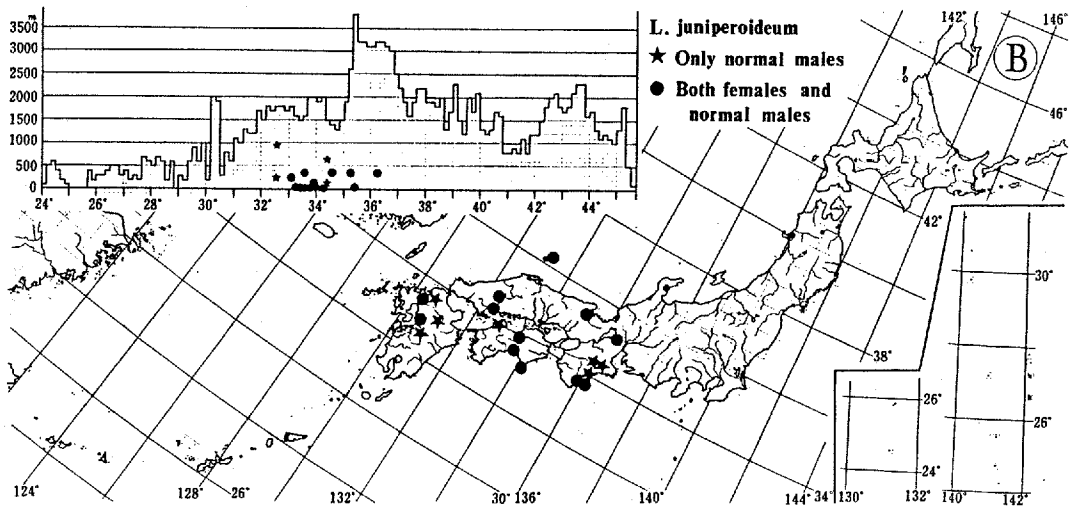 m
3500
3000
2500
2000
1500
1000
500
0
24° 26° 28° 30° 32° 34° 36° 38° 40° 42° 44°
L. juniperoideum
★ Only normal males
● Both females and
normal males
B
142° 146°
46°
42°
38°
30°
26°
26°
24°
124° 128° 26° 132° 30° 136° 140° 144° 34° 130° 132° 140° 142°